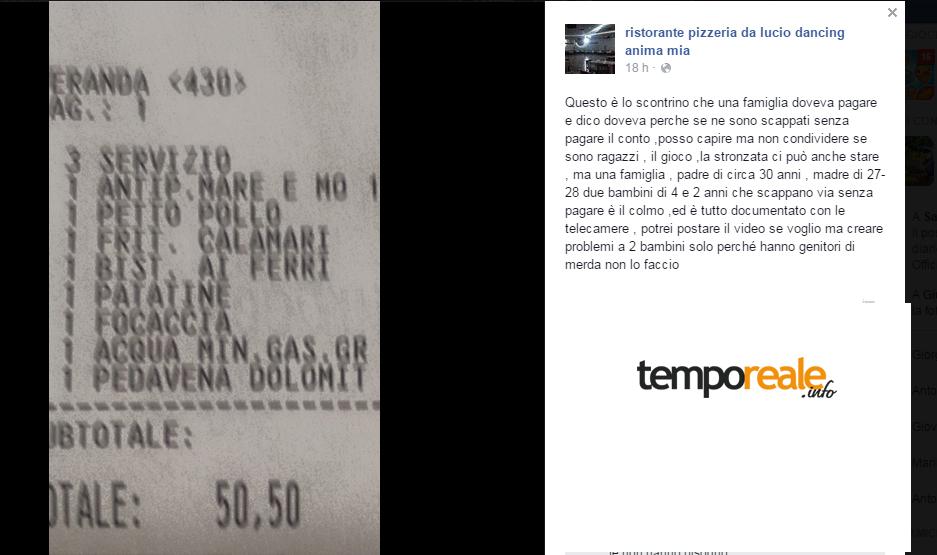 ERANDA <430>
AG.: 1
3 SERVIZIO
1 ANTIP.MARE E MO 1
1 PETTO POLLO
1 FRIT. CALAMARI
1 BIST. AI FERRI
1 PATATINE
1 FOCACCIA
1 ACQUA MIN.GAS.GR
1 PEDAVENA DOLOMIT
UBTOTALE:
OTALE: 50,50
ristorante pizzeria da lucio dancing
anima mia
18 h ·
Questo è lo scontrino che una famiglia doveva pagare
e dico doveva perche se ne sono scappati senza
pagare il conto ,posso capire ma non condividere se
sono ragazzi , il gioco ,la stronzata ci può anche stare
, ma una famiglia , padre di circa 30 anni , madre di 27-
28 due bambini di 4 e 2 anni che scappano via senza
pagare è il colmo ,ed è tutto documentato con le
telecamere , potrei postare il video se voglio ma creare
problemi a 2 bambini solo perché hanno genitori di
merda non lo faccio
temporeale
.info